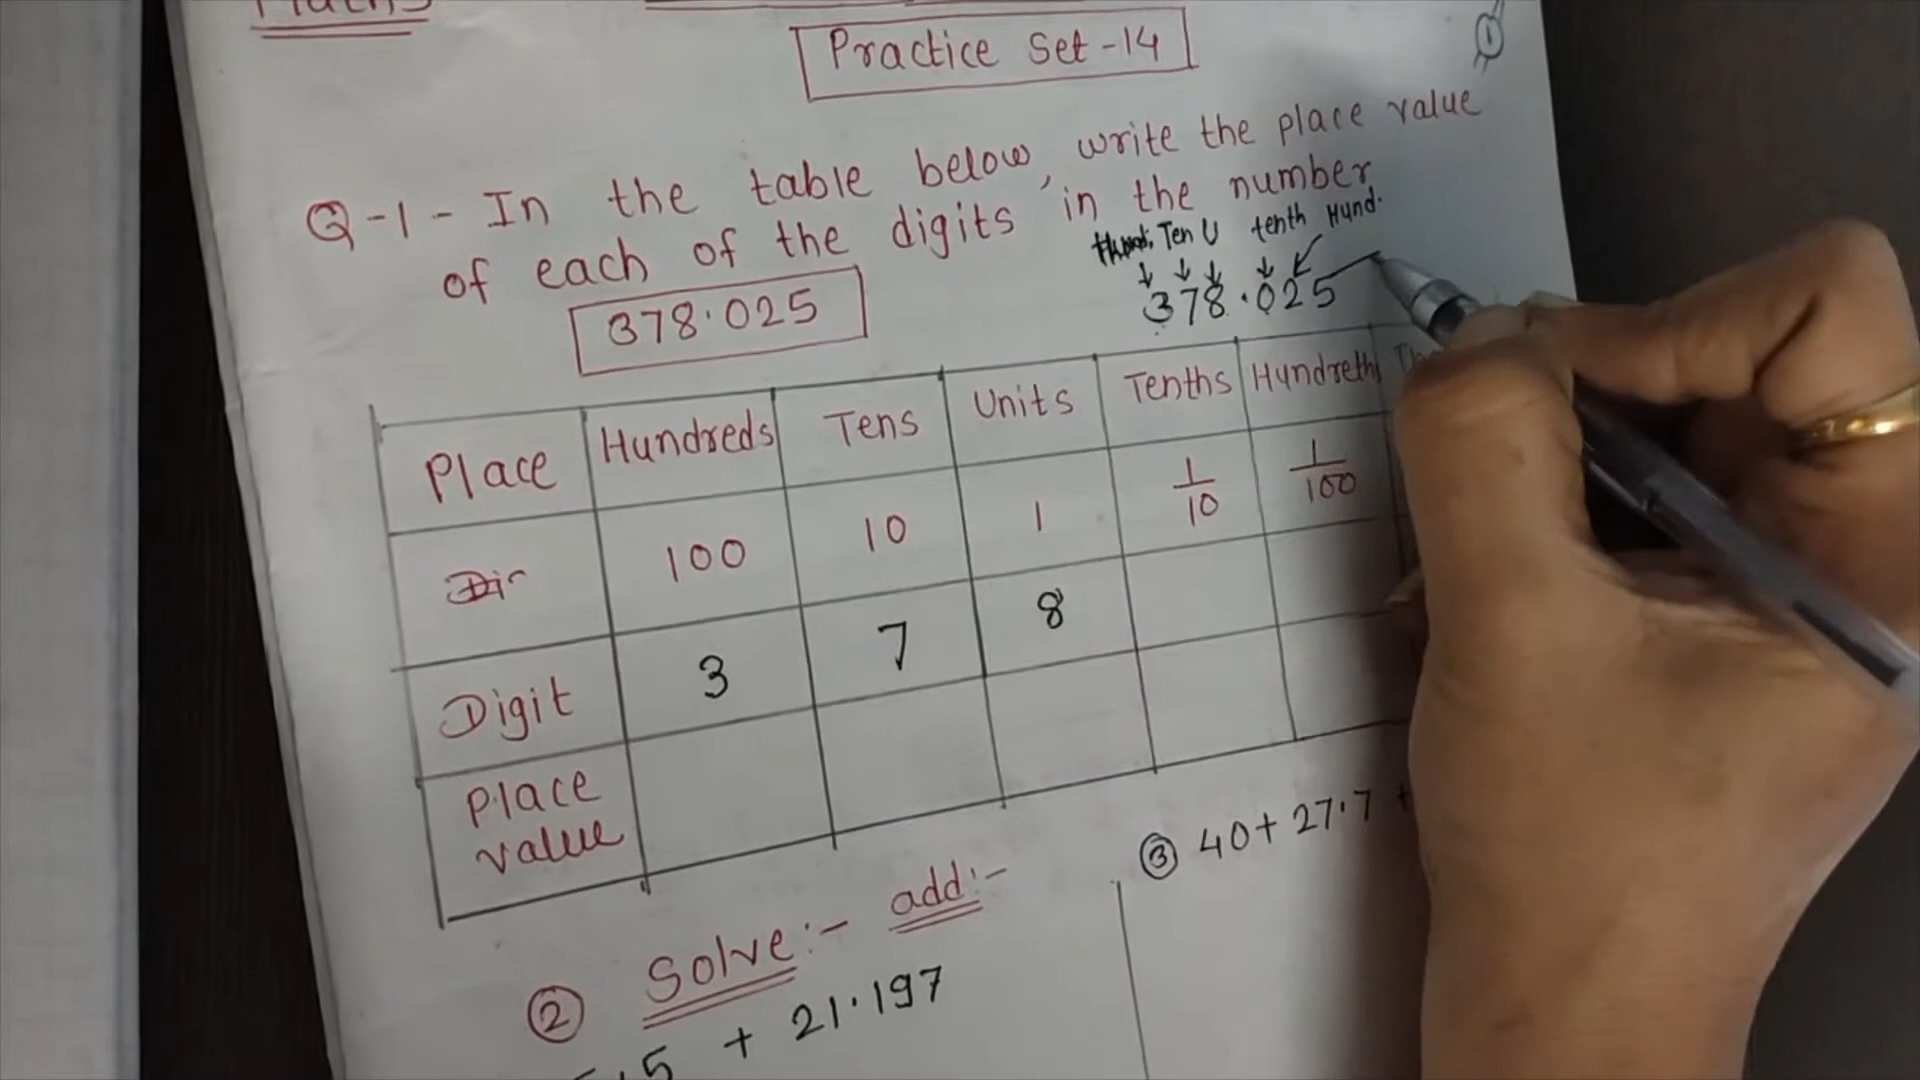 Maths
Practice Set-14
Q-1- In the table below, write the place value
of each of the digits in the number
Ten U tenth Hund.
378.025
378.025
Place Hundreds Tens Units Tenths Hundreth
100 10 1 1/10 1/100
Digit 3 7 8
Place
value
③ 40+ 27.7 +
② Solve:- add:-
+ 21.197